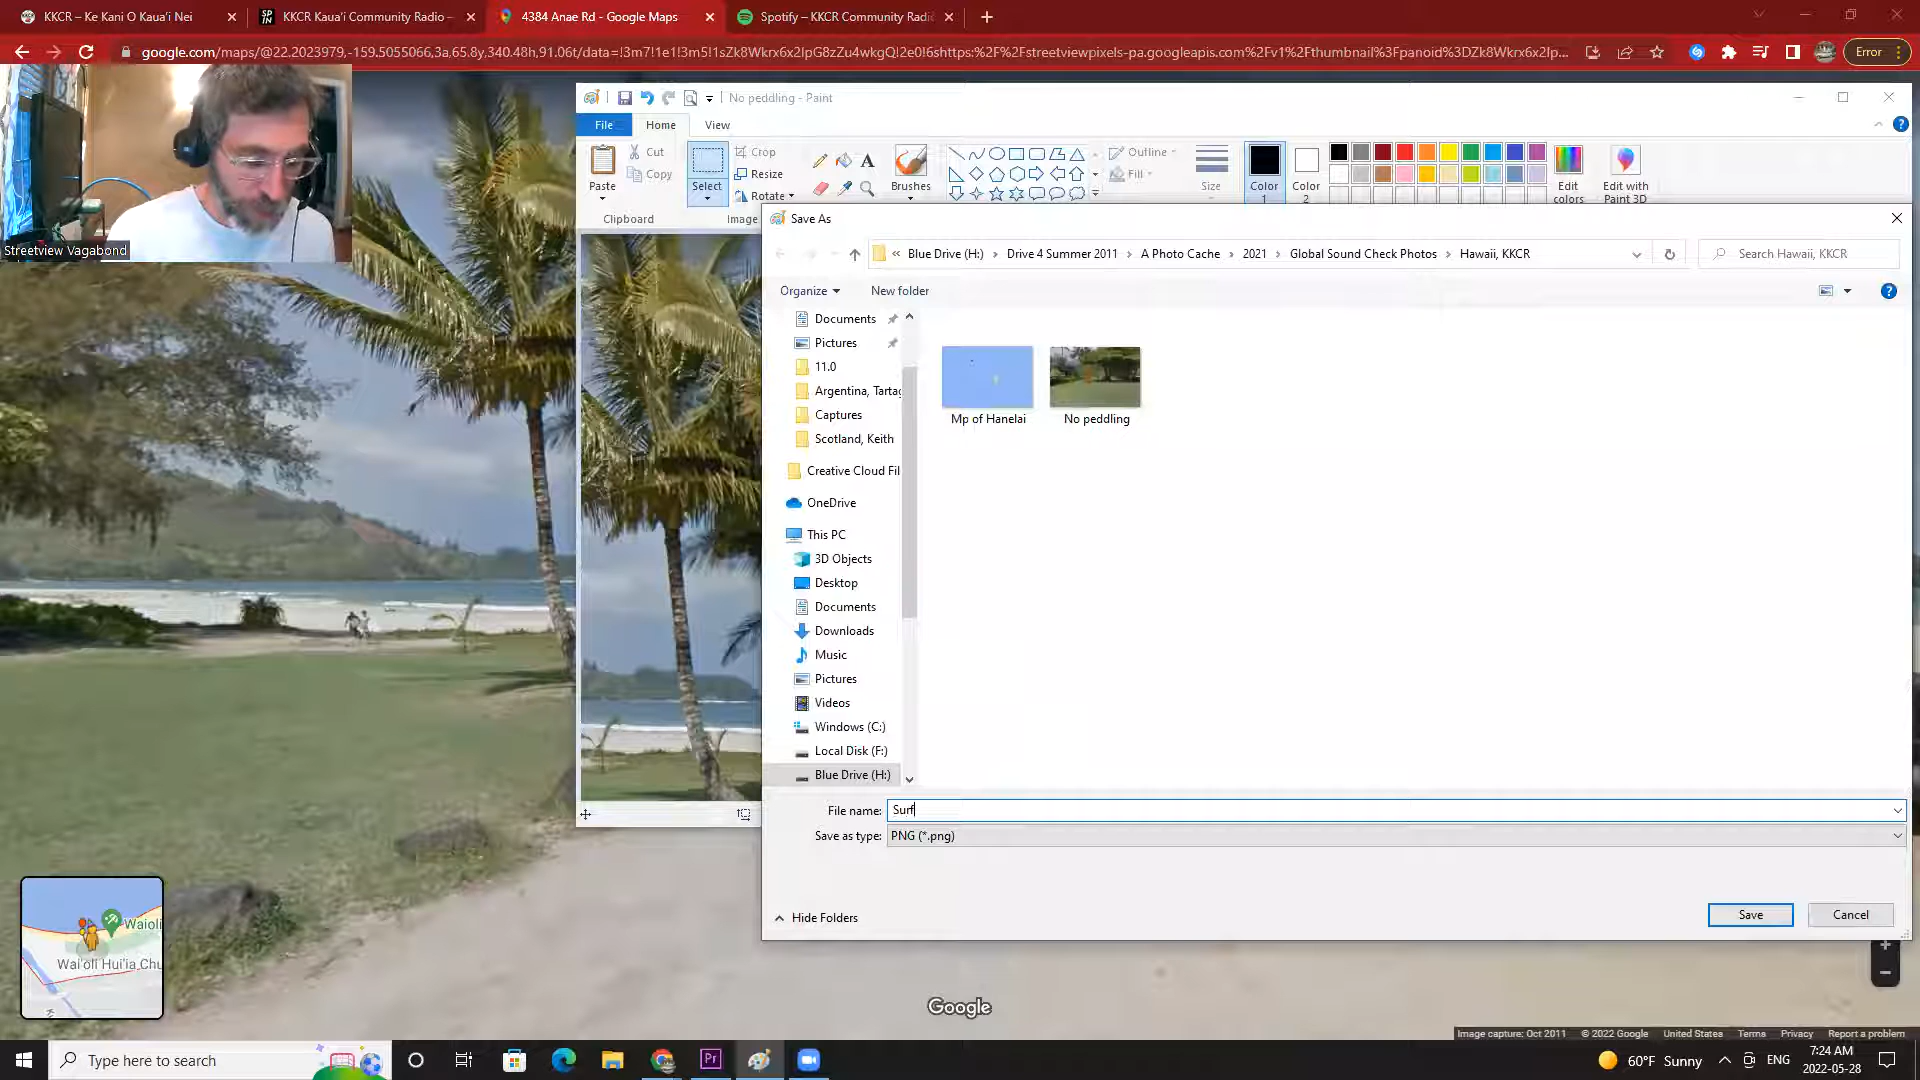 KKCR – Ke Kani O Kaua'i Nei
KKCR Kaua'i Community Radio –
4384 Anae Rd - Google Maps
Spotify – KKCR Community Radi
google.com/maps/@22.2023979,-159.5055066,3a,65.8y,340.48h,91.06t/data=!3m7!1e1!3m5!1sZk8Wkrx6x2IpG8zZu4wkgQ!2e0!6shttps:%2F%2Fstreetviewpixels-pa.googleapis.com%2Fv1%2Fthumbnail%3Fpanoid%3DZk8Wkrx6x2Ip...
Error
Streetview Vagabond
No peddling - Paint
File
Home
View
Paste
Cut
Copy
Clipboard
Select
Crop
Resize
Rotate
Image
Brushes
Outline
Fill
Size
Color
1
Color
2
Edit
colors
Edit with
Paint 3D
Save As
« Blue Drive (H:) › Drive 4 Summer 2011 › A Photo Cache › 2021 › Global Sound Check Photos › Hawaii, KKCR
Search Hawaii, KKCR
Organize
New folder
Documents
Pictures
11.0
Argentina, Tartag
Captures
Scotland, Keith
Creative Cloud Fil
OneDrive
This PC
3D Objects
Desktop
Documents
Downloads
Music
Pictures
Videos
Windows (C:)
Local Disk (F:)
Blue Drive (H:)
Mp of Hanelai
No peddling
File name: Surf
Save as type: PNG (*.png)
Hide Folders
Save
Cancel
Waioli
Wai'oli Hui'ia Chu
Google
Image capture: Oct 2011 © 2022 Google United States Terms Privacy Report a problem
Type here to search
60°F Sunny
ENG
7:24 AM
2022-05-28